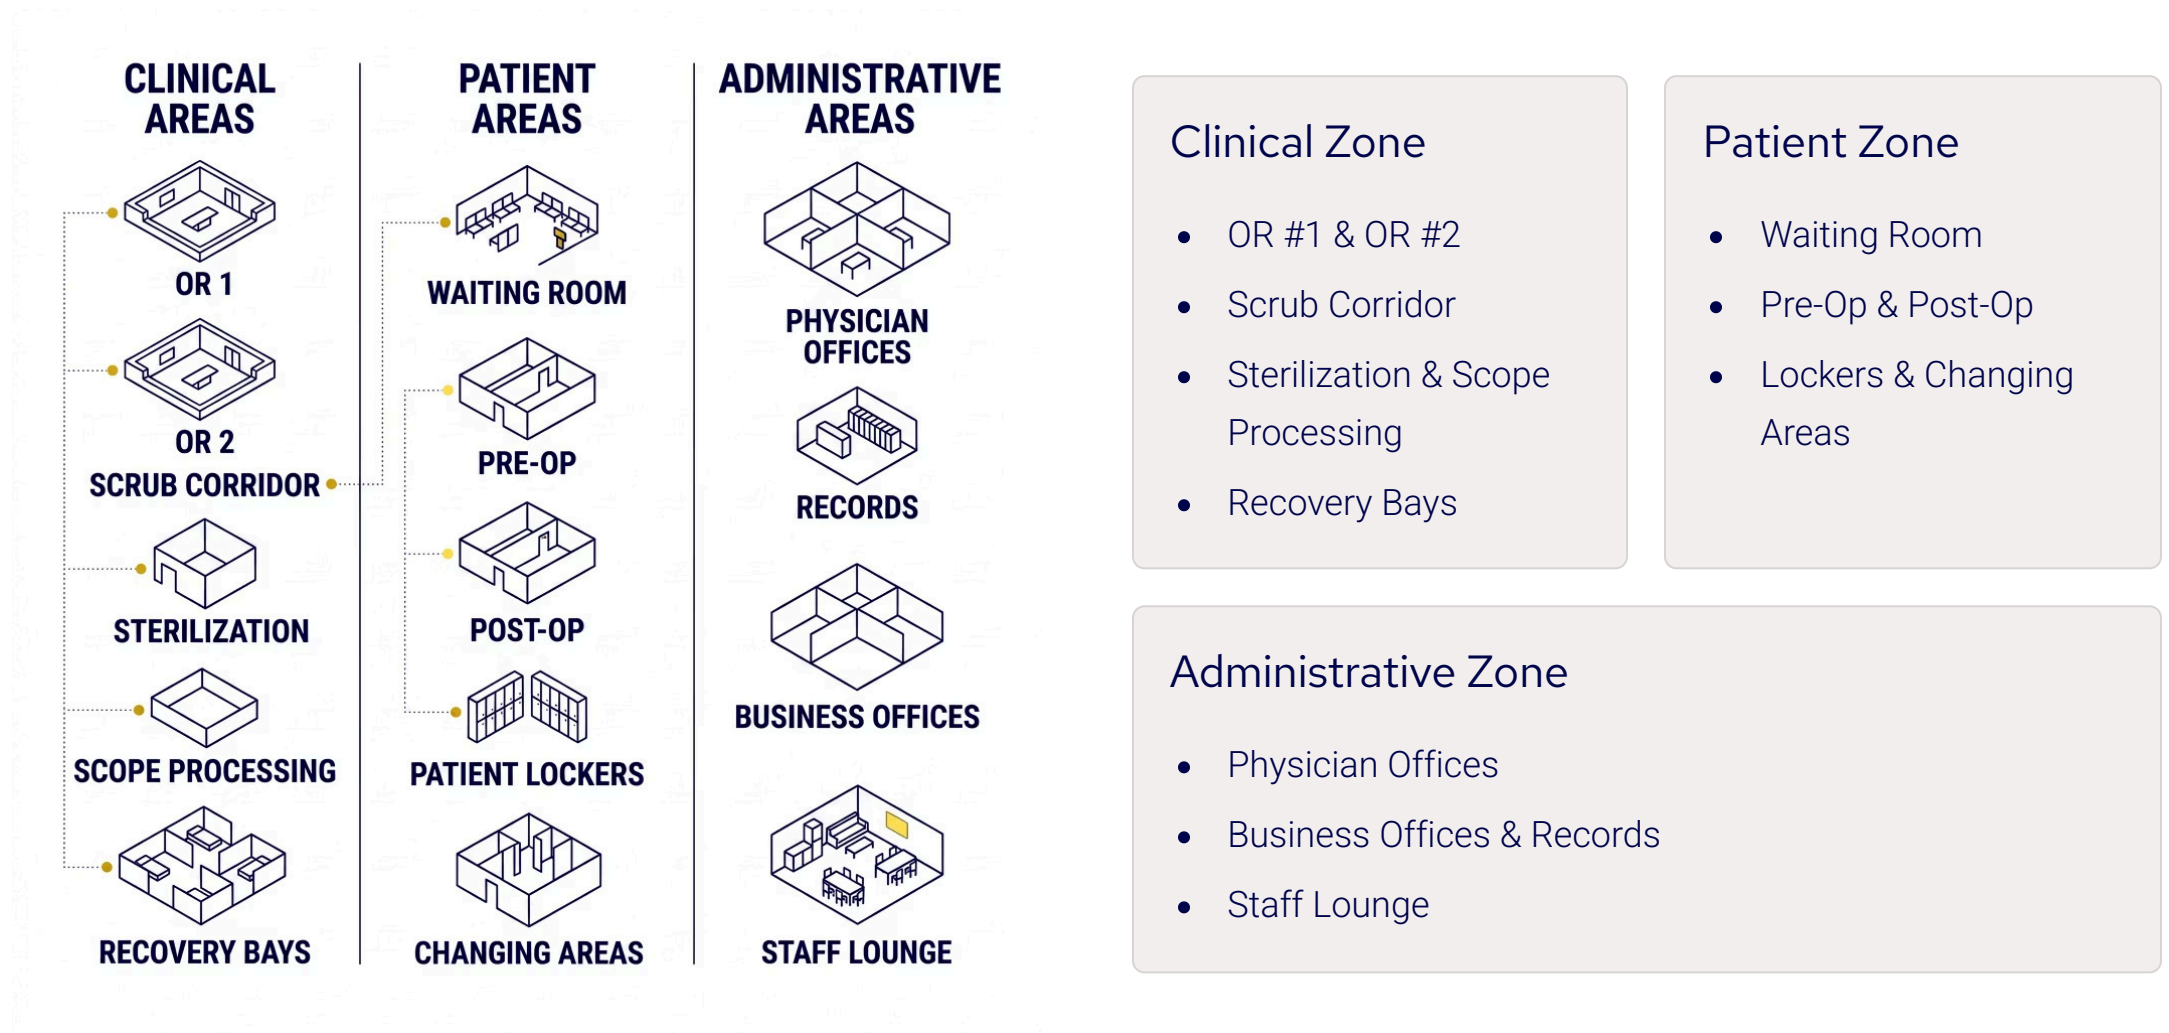 CLINICAL
AREAS
OR 1
OR 2
SCRUB CORRIDOR
STERILIZATION
SCOPE PROCESSING
RECOVERY BAYS
PATIENT
AREAS
WAITING ROOM
PRE-OP
POST-OP
PATIENT LOCKERS
CHANGING AREAS
ADMINISTRATIVE
AREAS
PHYSICIAN
OFFICES
RECORDS
BUSINESS OFFICES
STAFF LOUNGE
Clinical Zone
• OR #1 & OR #2
• Scrub Corridor
• Sterilization & Scope
Processing
• Recovery Bays
Patient Zone
• Waiting Room
• Pre-Op & Post-Op
• Lockers & Changing
Areas
Administrative Zone
• Physician Offices
• Business Offices & Records
• Staff Lounge